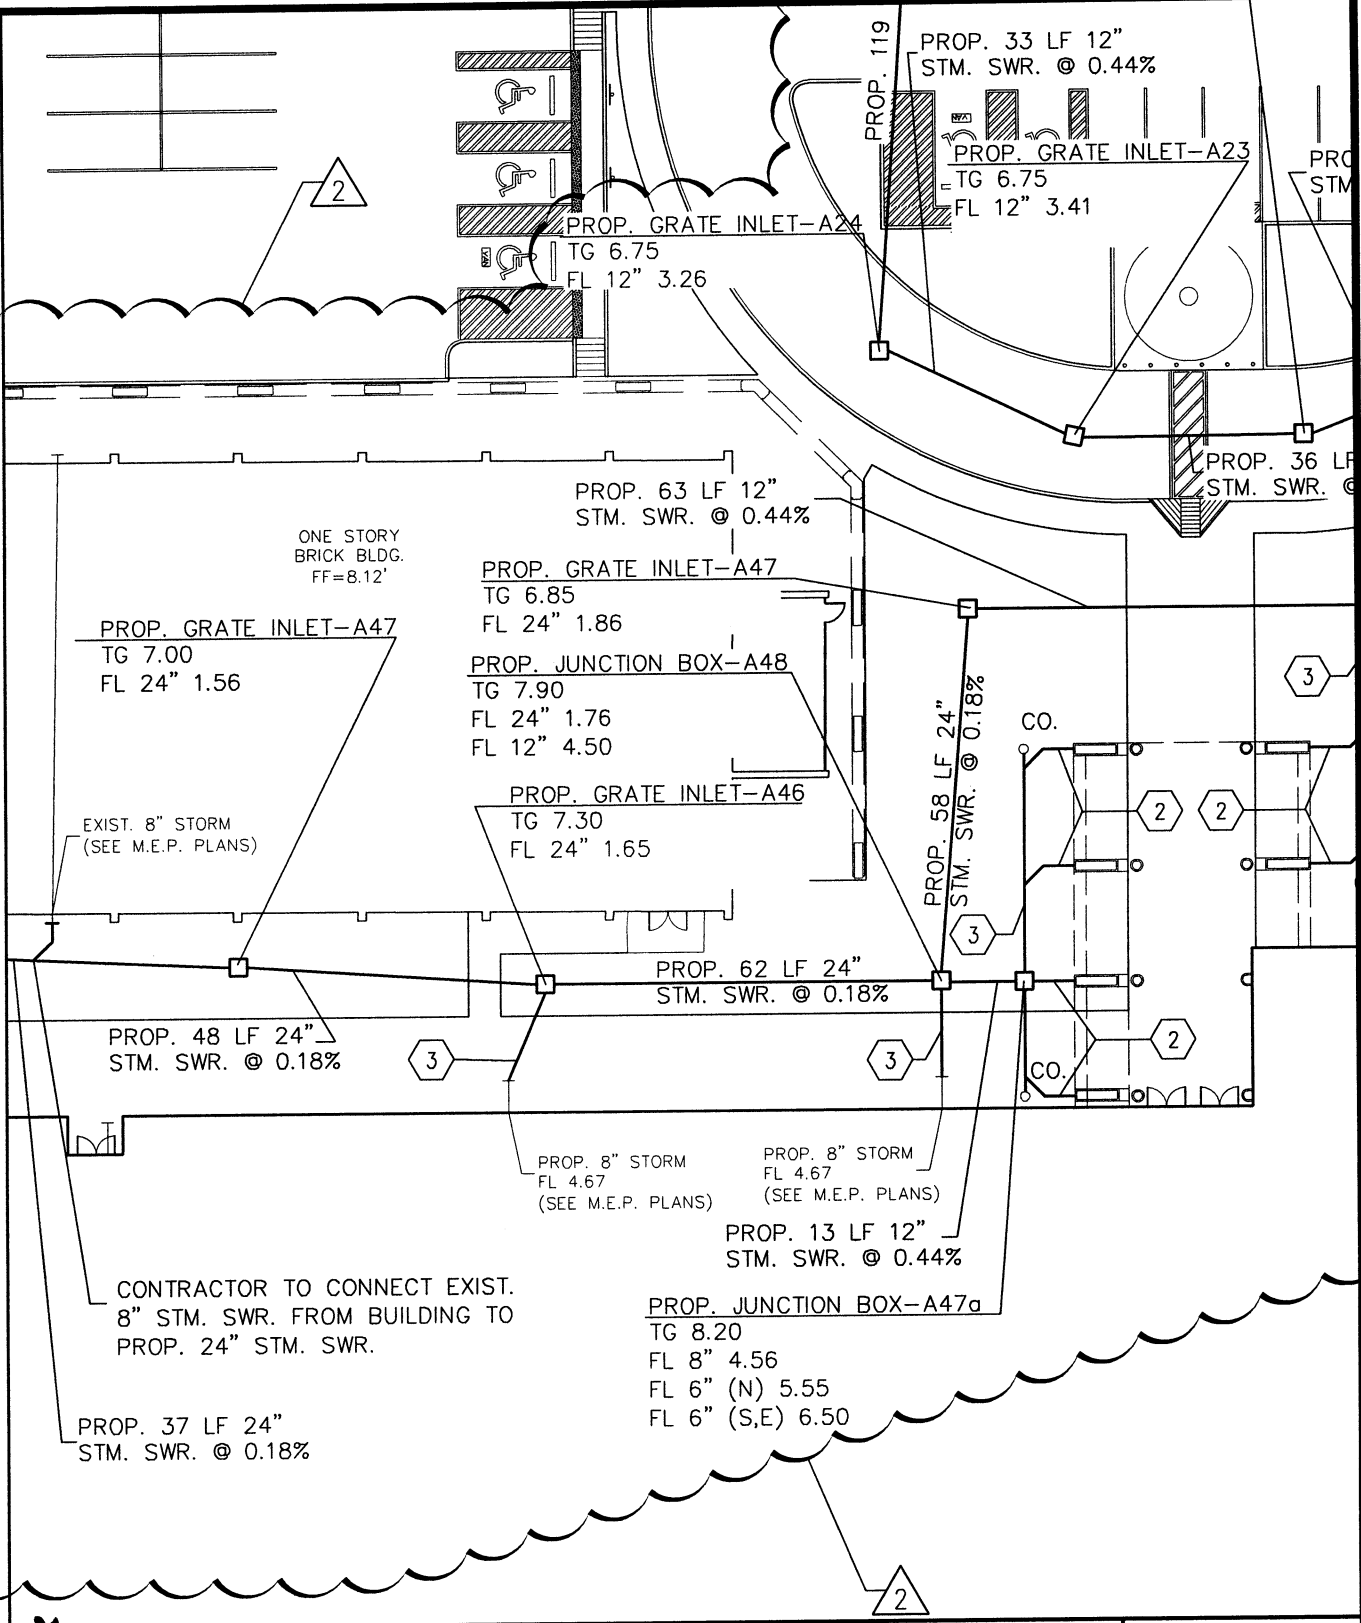 PROP. 119
PROP. 33 LF 12"
STM. SWR. @ 0.44%
VAN
PROP. GRATE INLET-A23
TG 6.75
FL 12" 3.41
PRO
STM
2
PROP. GRATE INLET-A24
TG 6.75
FL 12" 3.26
VAN
PROP. 36 LF
STM. SWR. @
PROP. 63 LF 12"
STM. SWR. @ 0.44%
ONE STORY
BRICK BLDG.
FF=8.12'
PROP. GRATE INLET-A47
TG 6.85
FL 24" 1.86
PROP. GRATE INLET-A47
TG 7.00
FL 24" 1.56
PROP. JUNCTION BOX-A48
TG 7.90
FL 24" 1.76
FL 12" 4.50
PROP. 58 LF 24"
STM. SWR. @ 0.18%
3
CO.
PROP. GRATE INLET-A46
TG 7.30
FL 24" 1.65
2
2
EXIST. 8" STORM
(SEE M.E.P. PLANS)
3
PROP. 62 LF 24"
STM. SWR. @ 0.18%
PROP. 48 LF 24"
STM. SWR. @ 0.18%
3
3
2
CO.
PROP. 8" STORM
FL 4.67
(SEE M.E.P. PLANS)
PROP. 8" STORM
FL 4.67
(SEE M.E.P. PLANS)
PROP. 13 LF 12"
STM. SWR. @ 0.44%
CONTRACTOR TO CONNECT EXIST.
8" STM. SWR. FROM BUILDING TO
PROP. 24" STM. SWR.
PROP. JUNCTION BOX-A47a
TG 8.20
FL 8" 4.56
FL 6" (N) 5.55
FL 6" (S,E) 6.50
PROP. 37 LF 24"
STM. SWR. @ 0.18%
2